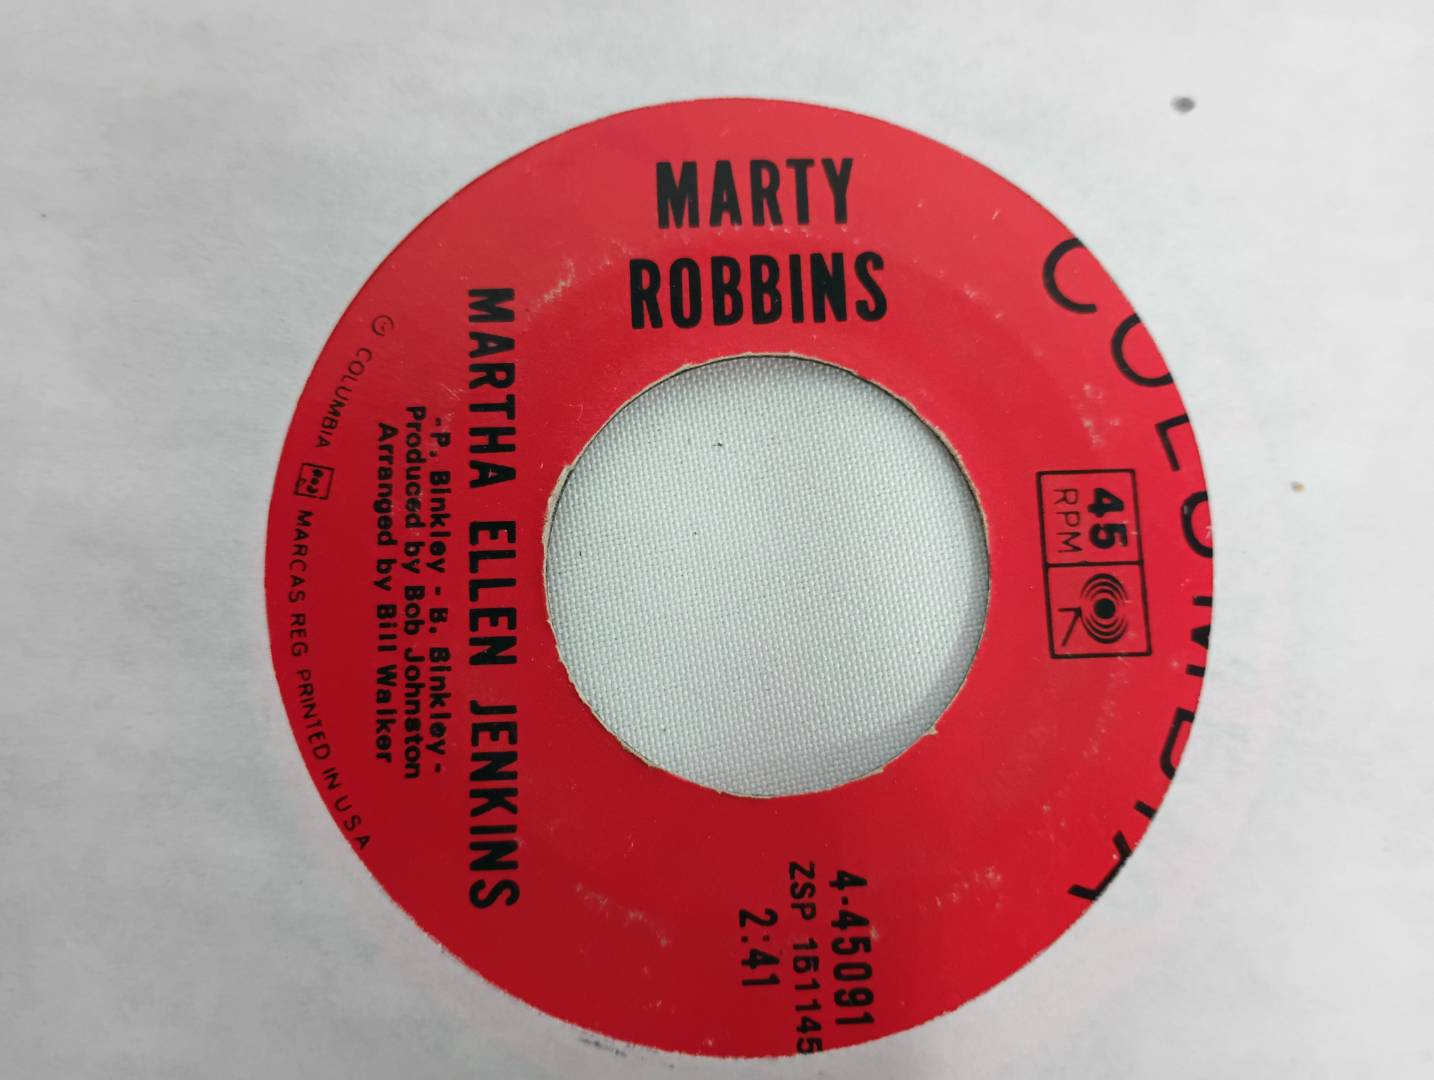 COLUMBIA
45
RPM
MARTY
ROBBINS
4-45091
ZSP 151145
2:41
MARTHA ELLEN JENKINS
-P. Binkley - B. Binkley-
Produced by Bob Johnston
Arranged by Bill Walker
© COLUMBIA MARCAS REG PRINTED IN U S A